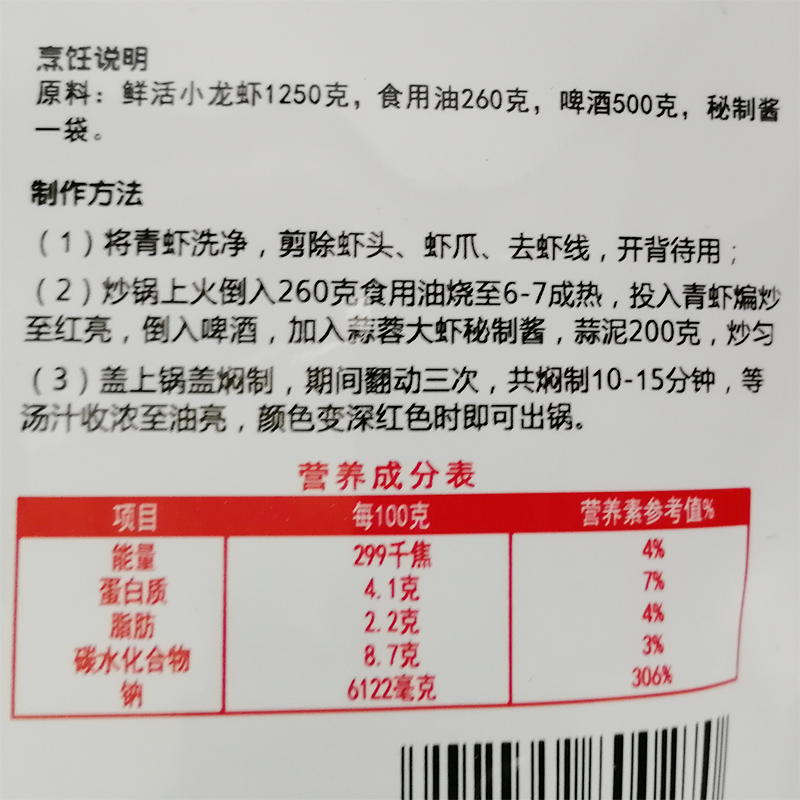 烹饪说明
原料：鲜活小龙虾1250克，食用油260克，啤酒500克，秘制酱
一袋。
制作方法
（1）将青虾洗净，剪除虾头、虾爪、去虾线，开背待用；
（2）炒锅上火倒入260克食用油烧至6-7成热，投入青虾煸炒
至红亮，倒入啤酒，加入蒜蓉大虾秘制酱，蒜泥200克，炒匀
（3）盖上锅盖焖制，期间翻动三次，共焖制10-15分钟，等
汤汁收浓至油亮，颜色变深红色时即可出锅。
营养成分表
项目 每100克 营养素参考值%
能量 299千焦 4%
蛋白质 4.1克 7%
脂肪 2.2克 4%
碳水化合物 8.7克 3%
钠 6122毫克 306%